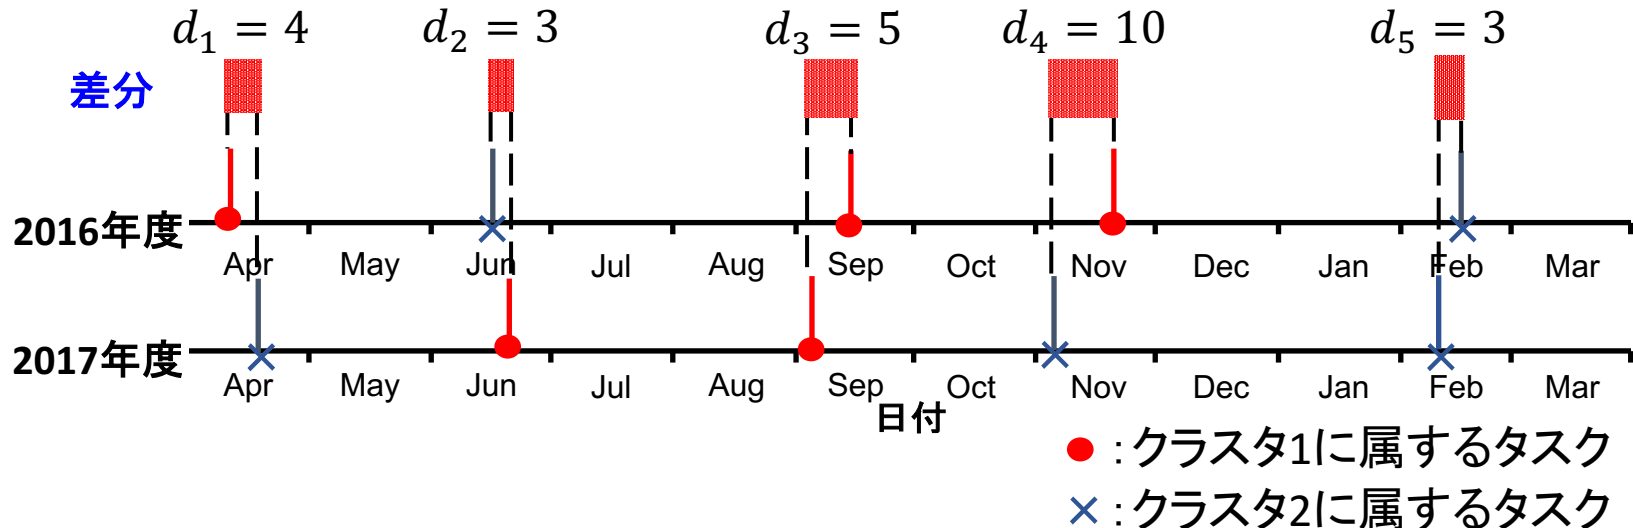 d₁ = 4 d₂ = 3 d₃ = 5 d₄ = 10 d₅ = 3
差分
2016年度
Apr May Jun Jul Aug Sep Oct Nov Dec Jan Feb Mar
2017年度
Apr May Jun Jul Aug Sep Oct Nov Dec Jan Feb Mar
日付
:クラスタ1に属するタスク
:クラスタ2に属するタスク